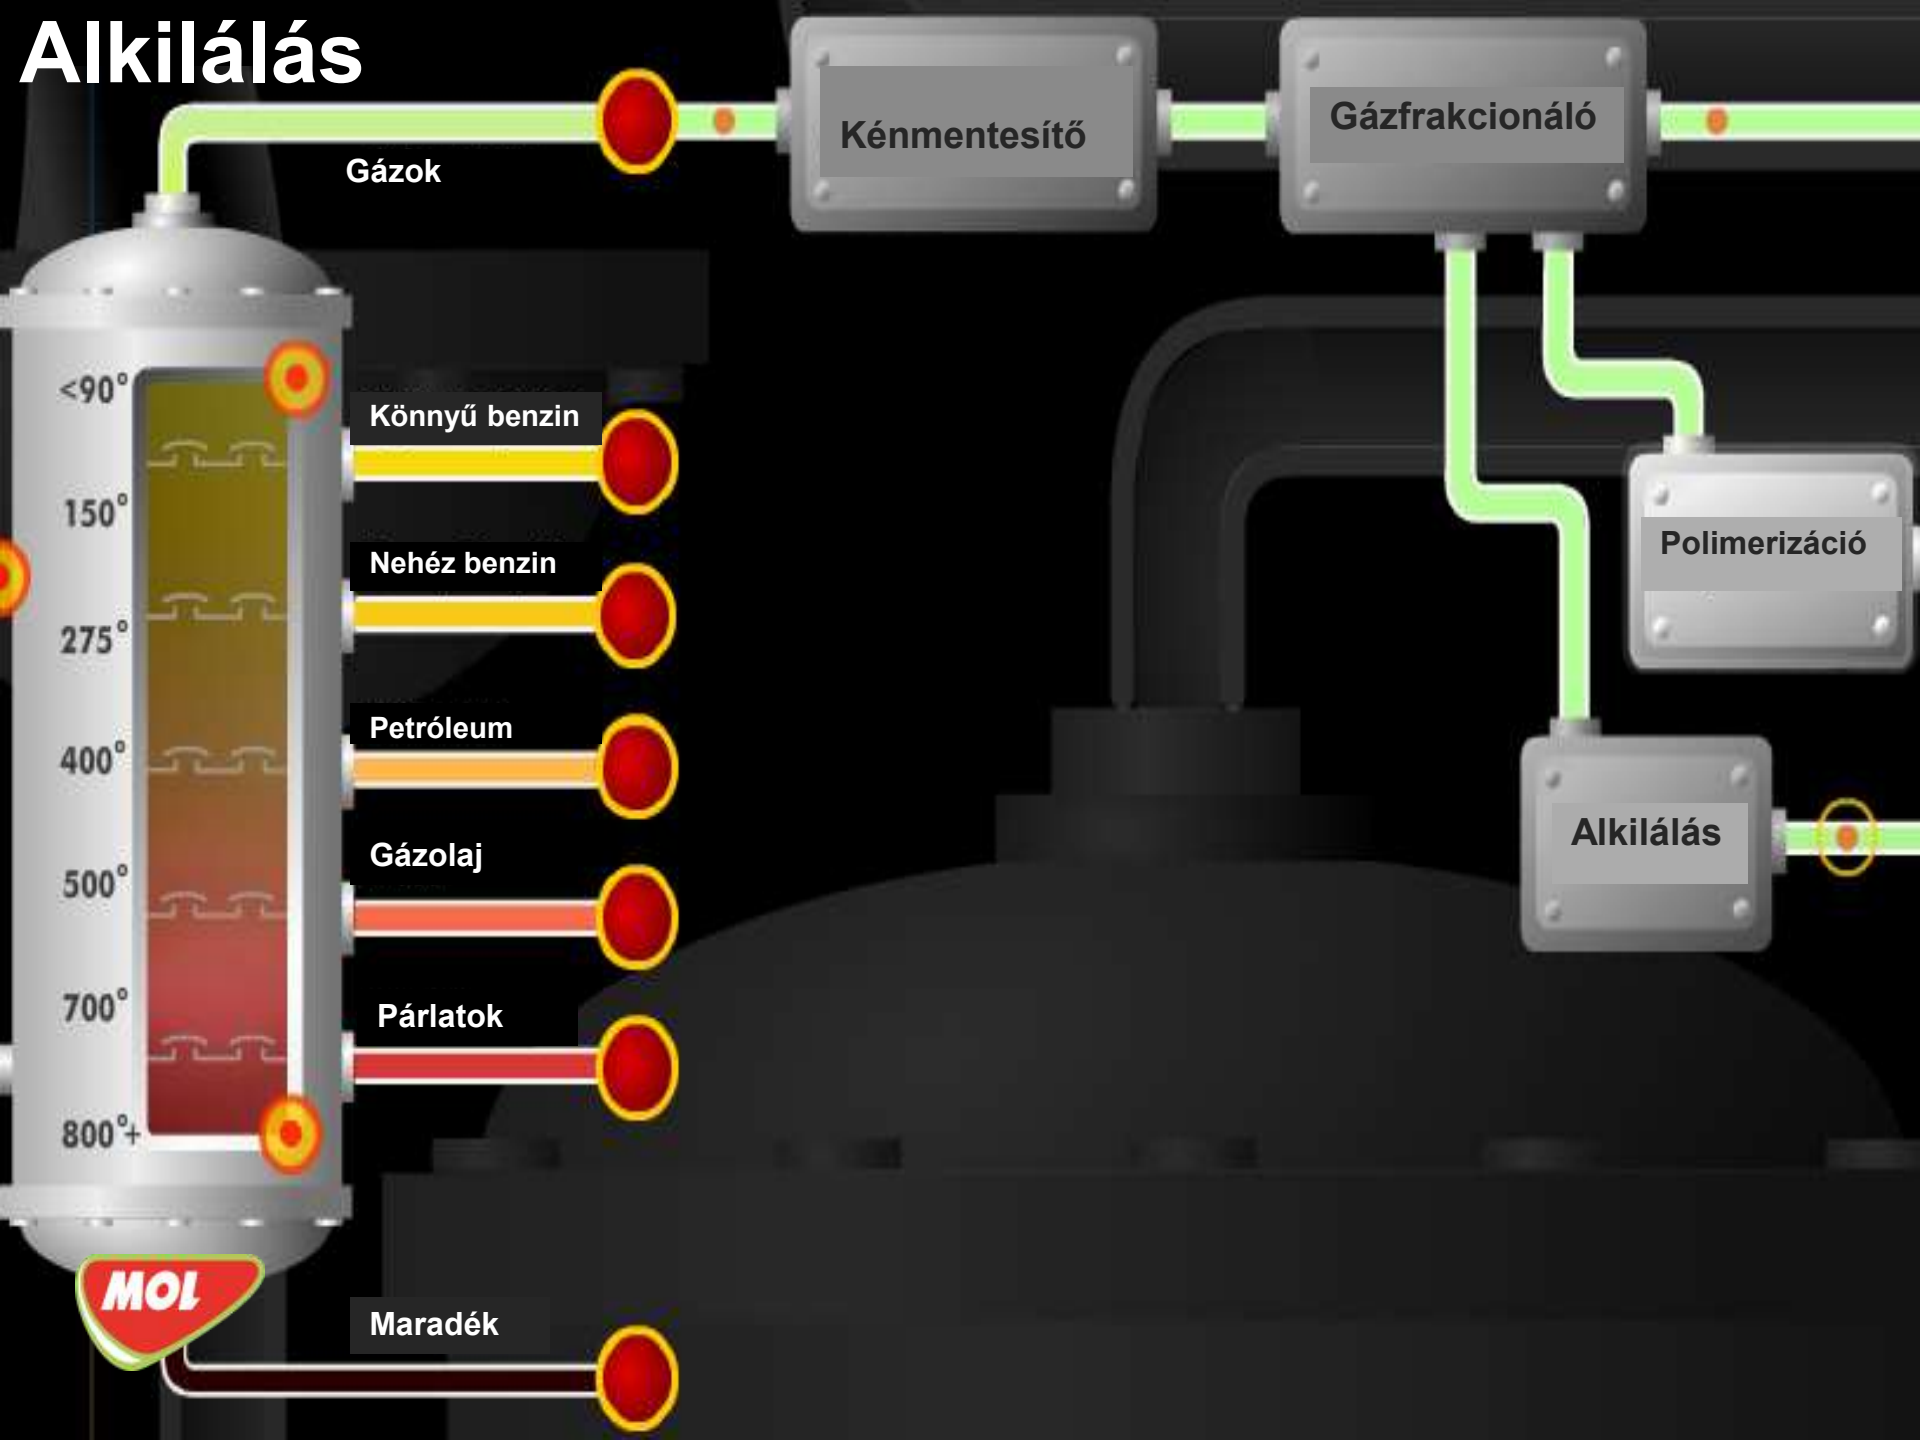 Alkilálás
Kénmentesítő
Gázfrakcionáló
Gázok
<90°
Könnyű benzin
150°
Nehéz benzin
Polimerizáció
275°
Petróleum
400°
Alkilálás
Gázolaj
500°
700°
Párlatok
800°+
MOL
Maradék